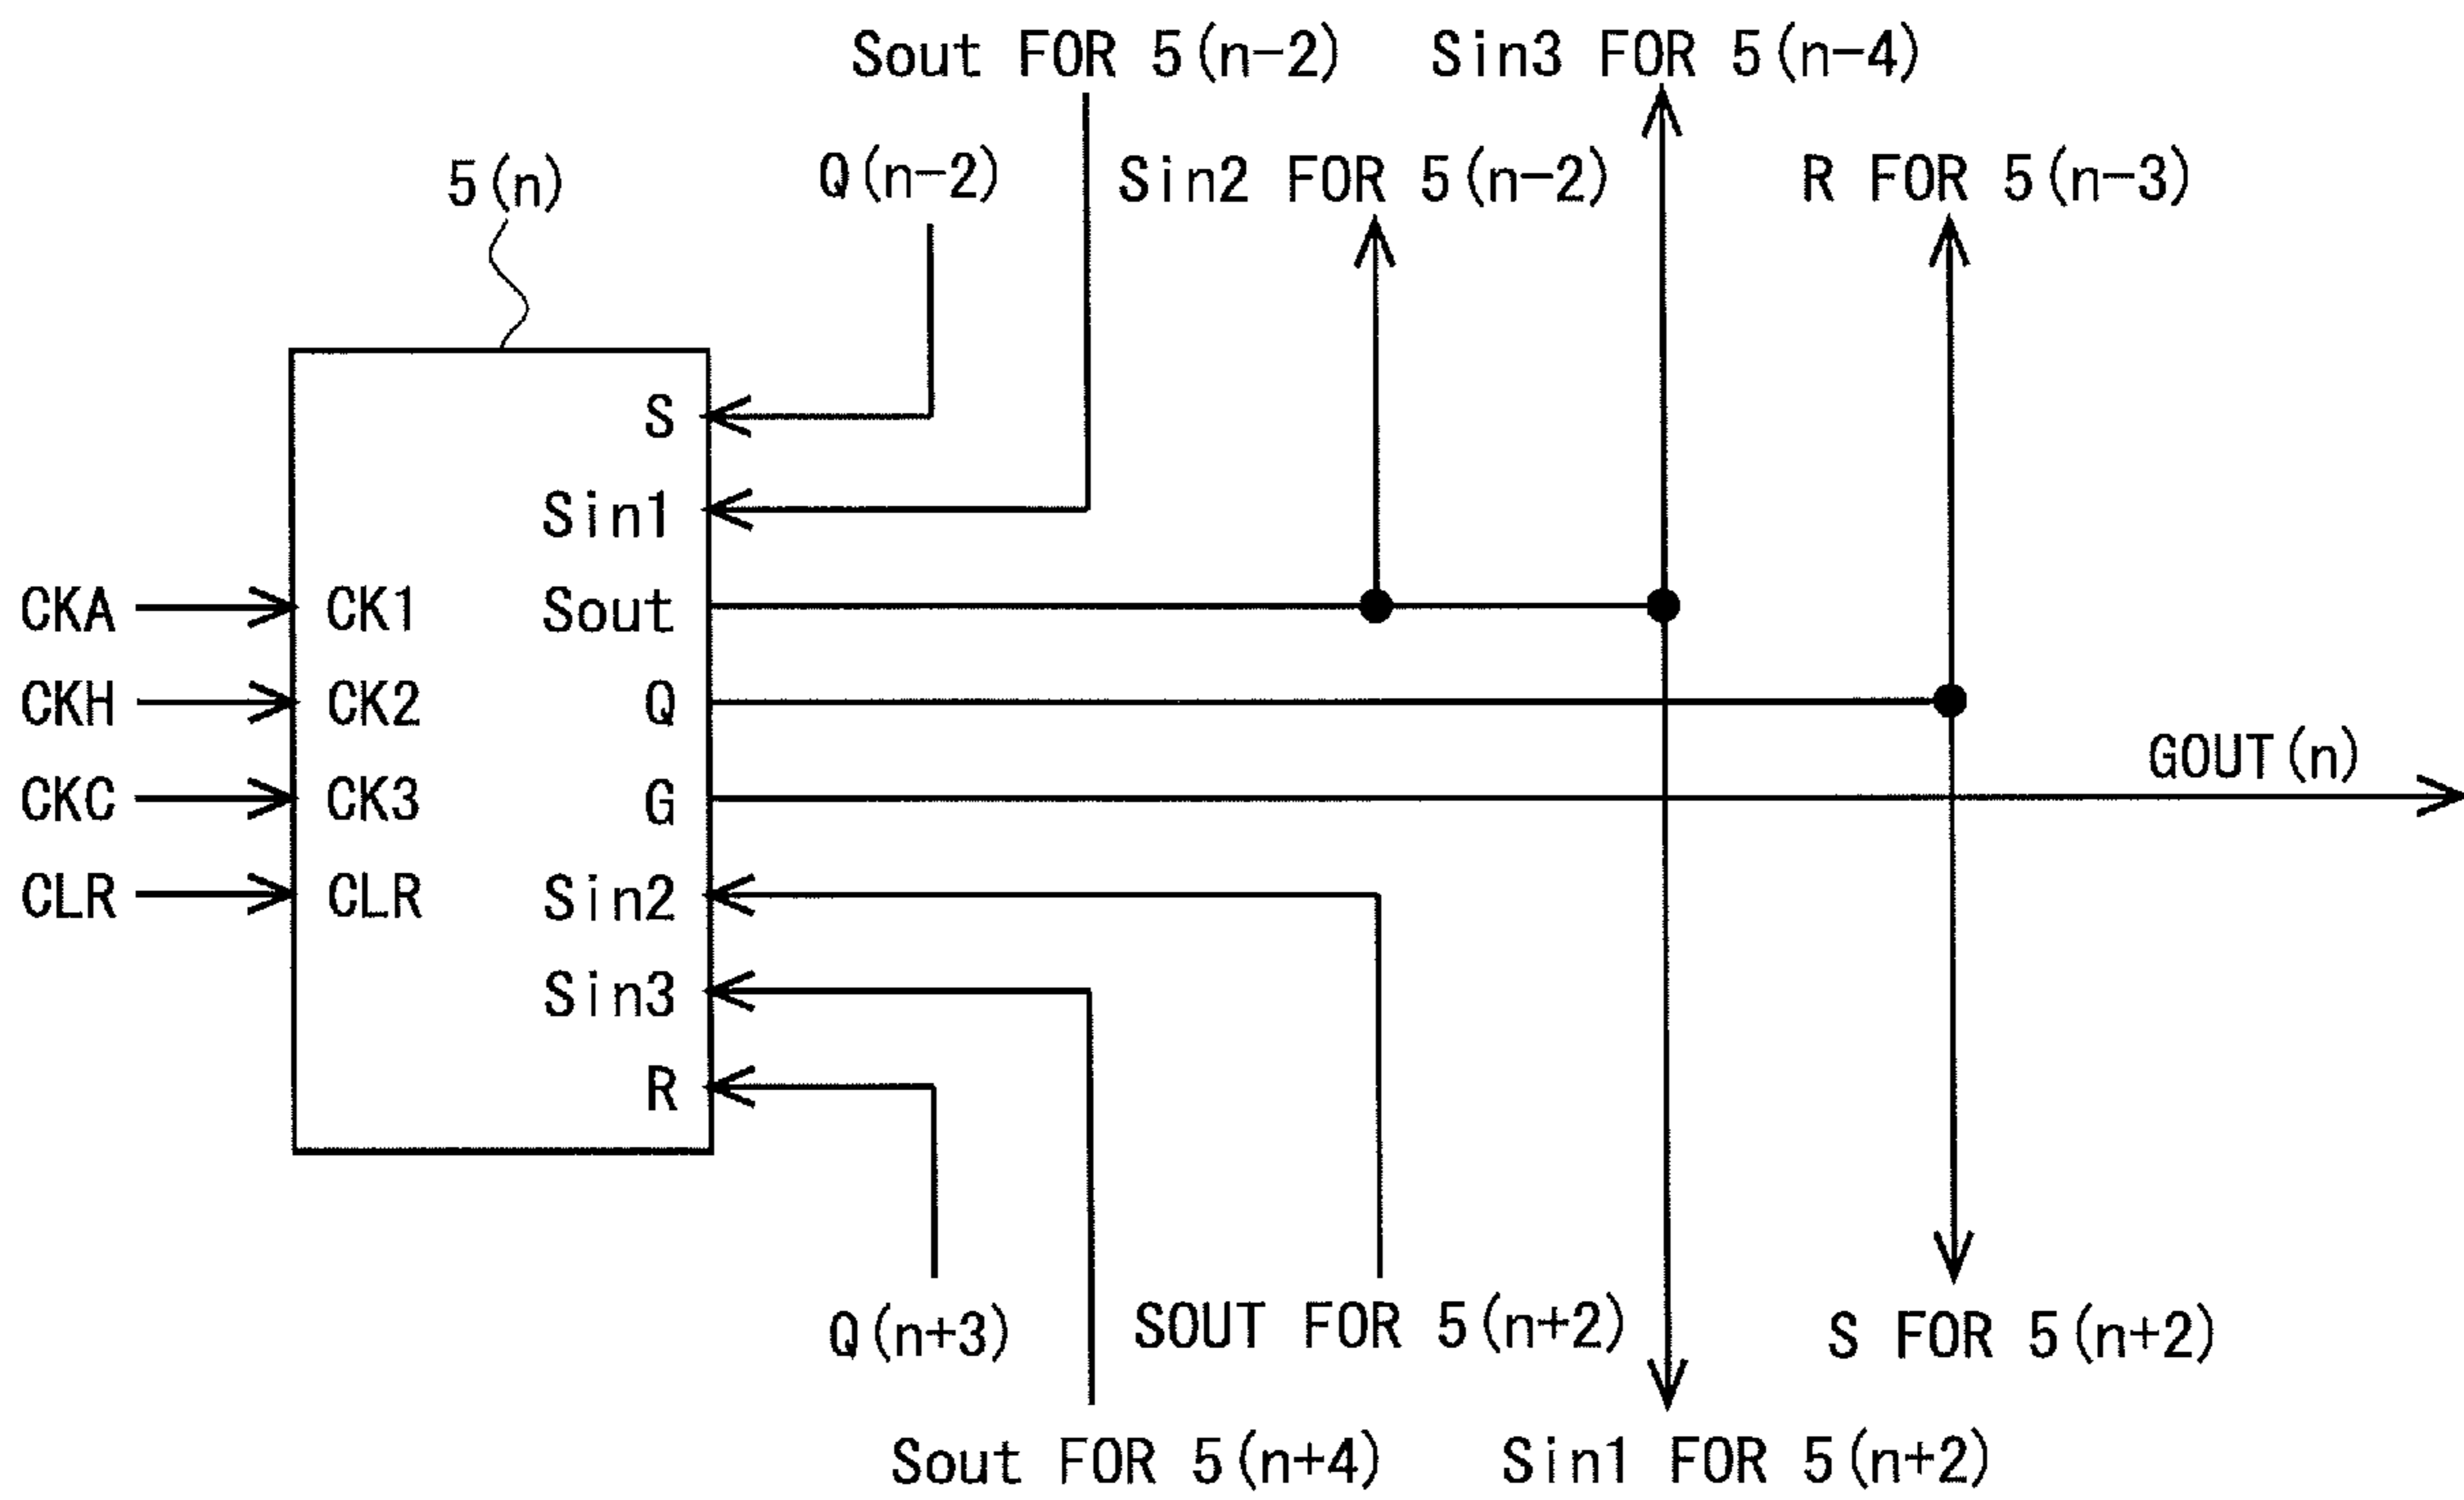 Sout FOR 5(n-2)
Sin3 FOR 5(n-4)
5(n)
Q(n-2)
Sin2 FOR 5(n-2)
R FOR 5(n-3)
S
Sin1
CKA
CK1
Sout
CKH
CK2
Q
GOUT(n)
CKC
CK3
G
CLR
CLR
Sin2
Sin3
R
Q(n+3)
SOUT FOR 5(n+2)
S FOR 5(n+2)
Sout FOR 5(n+4)
Sin1 FOR 5(n+2)